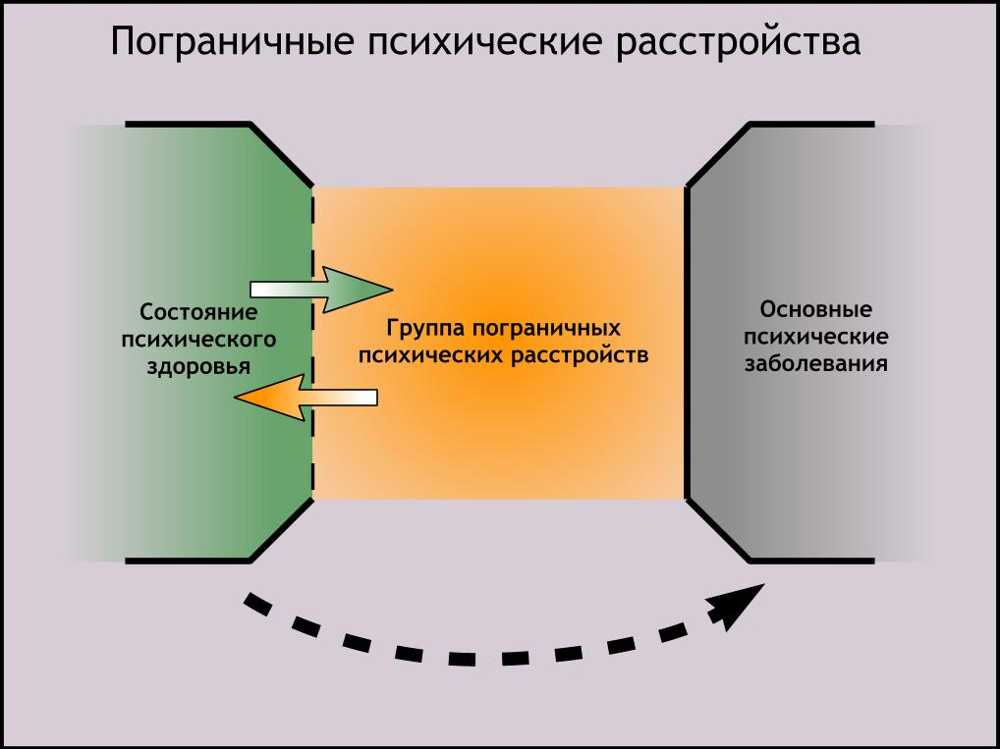 Пограничные психические расстройства
Состояние
психического
здоровья
Группа пограничных
психических расстройств
Основные
психические
заболевания